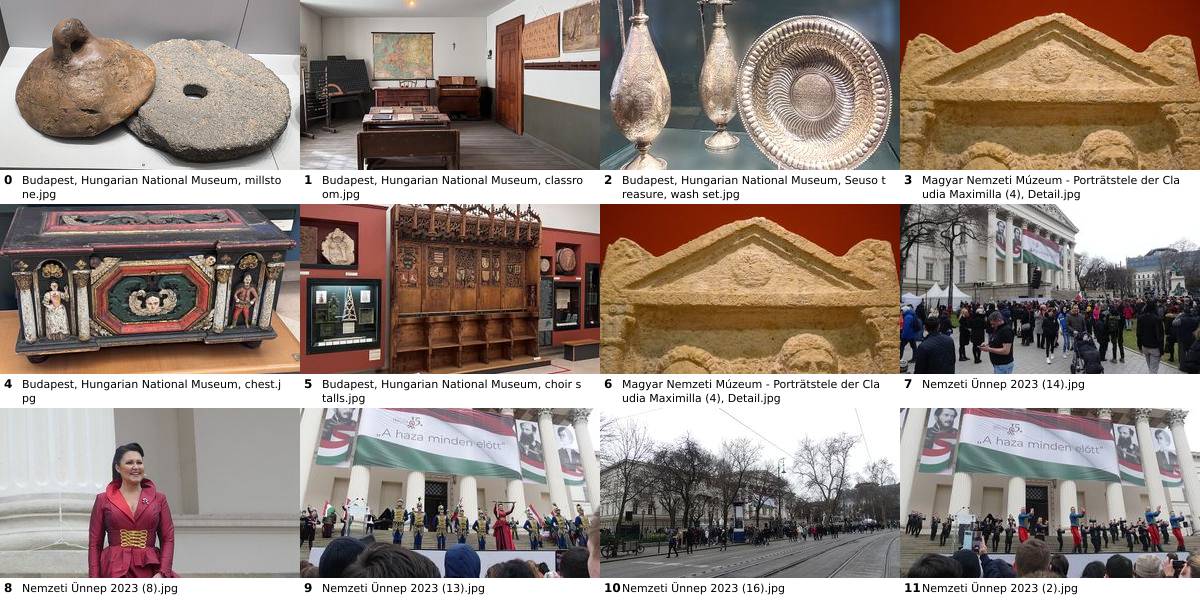 0 Budapest, Hungarian National Museum, millsto
ne.jpg
1 Budapest, Hungarian National Museum, classro
om.jpg
2 Budapest, Hungarian National Museum, Seuso t
reasure, wash set.jpg
3 Magyar Nemzeti Múzeum - Porträtstele der Cla
udia Maximilla (4), Detail.jpg
4 Budapest, Hungarian National Museum, chest.j
pg
5 Budapest, Hungarian National Museum, choir s
talls.jpg
6 Magyar Nemzeti Múzeum - Porträtstele der Cla
udia Maximilla (4), Detail.jpg
7 Nemzeti Ünnep 2023 (14).jpg
8 Nemzeti Ünnep 2023 (8).jpg
15.
„A haza minden előtt”
9 Nemzeti Ünnep 2023 (13).jpg
10 Nemzeti Ünnep 2023 (16).jpg
15.
„A haza minden előtt”
11 Nemzeti Ünnep 2023 (2).jpg